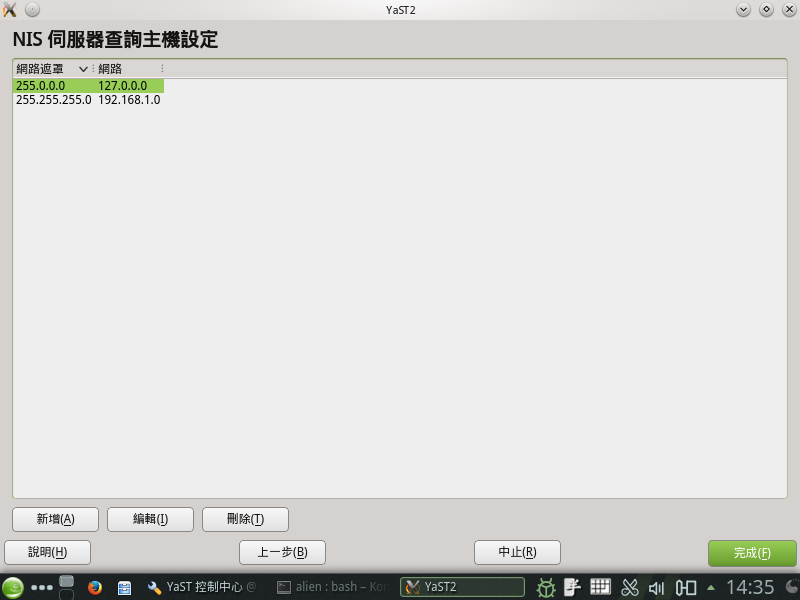 YaST2
NIS 伺服器查詢主機設定
網路遮罩 網路
255.0.0.0 127.0.0.0
255.255.255.0 192.168.1.0
新增(A) 編輯(I) 刪除(T)
說明(H) 上一步(B) 中止(R) 完成(F)
YaST 控制中心 @ alien : bash – Kon YaST2 14:35